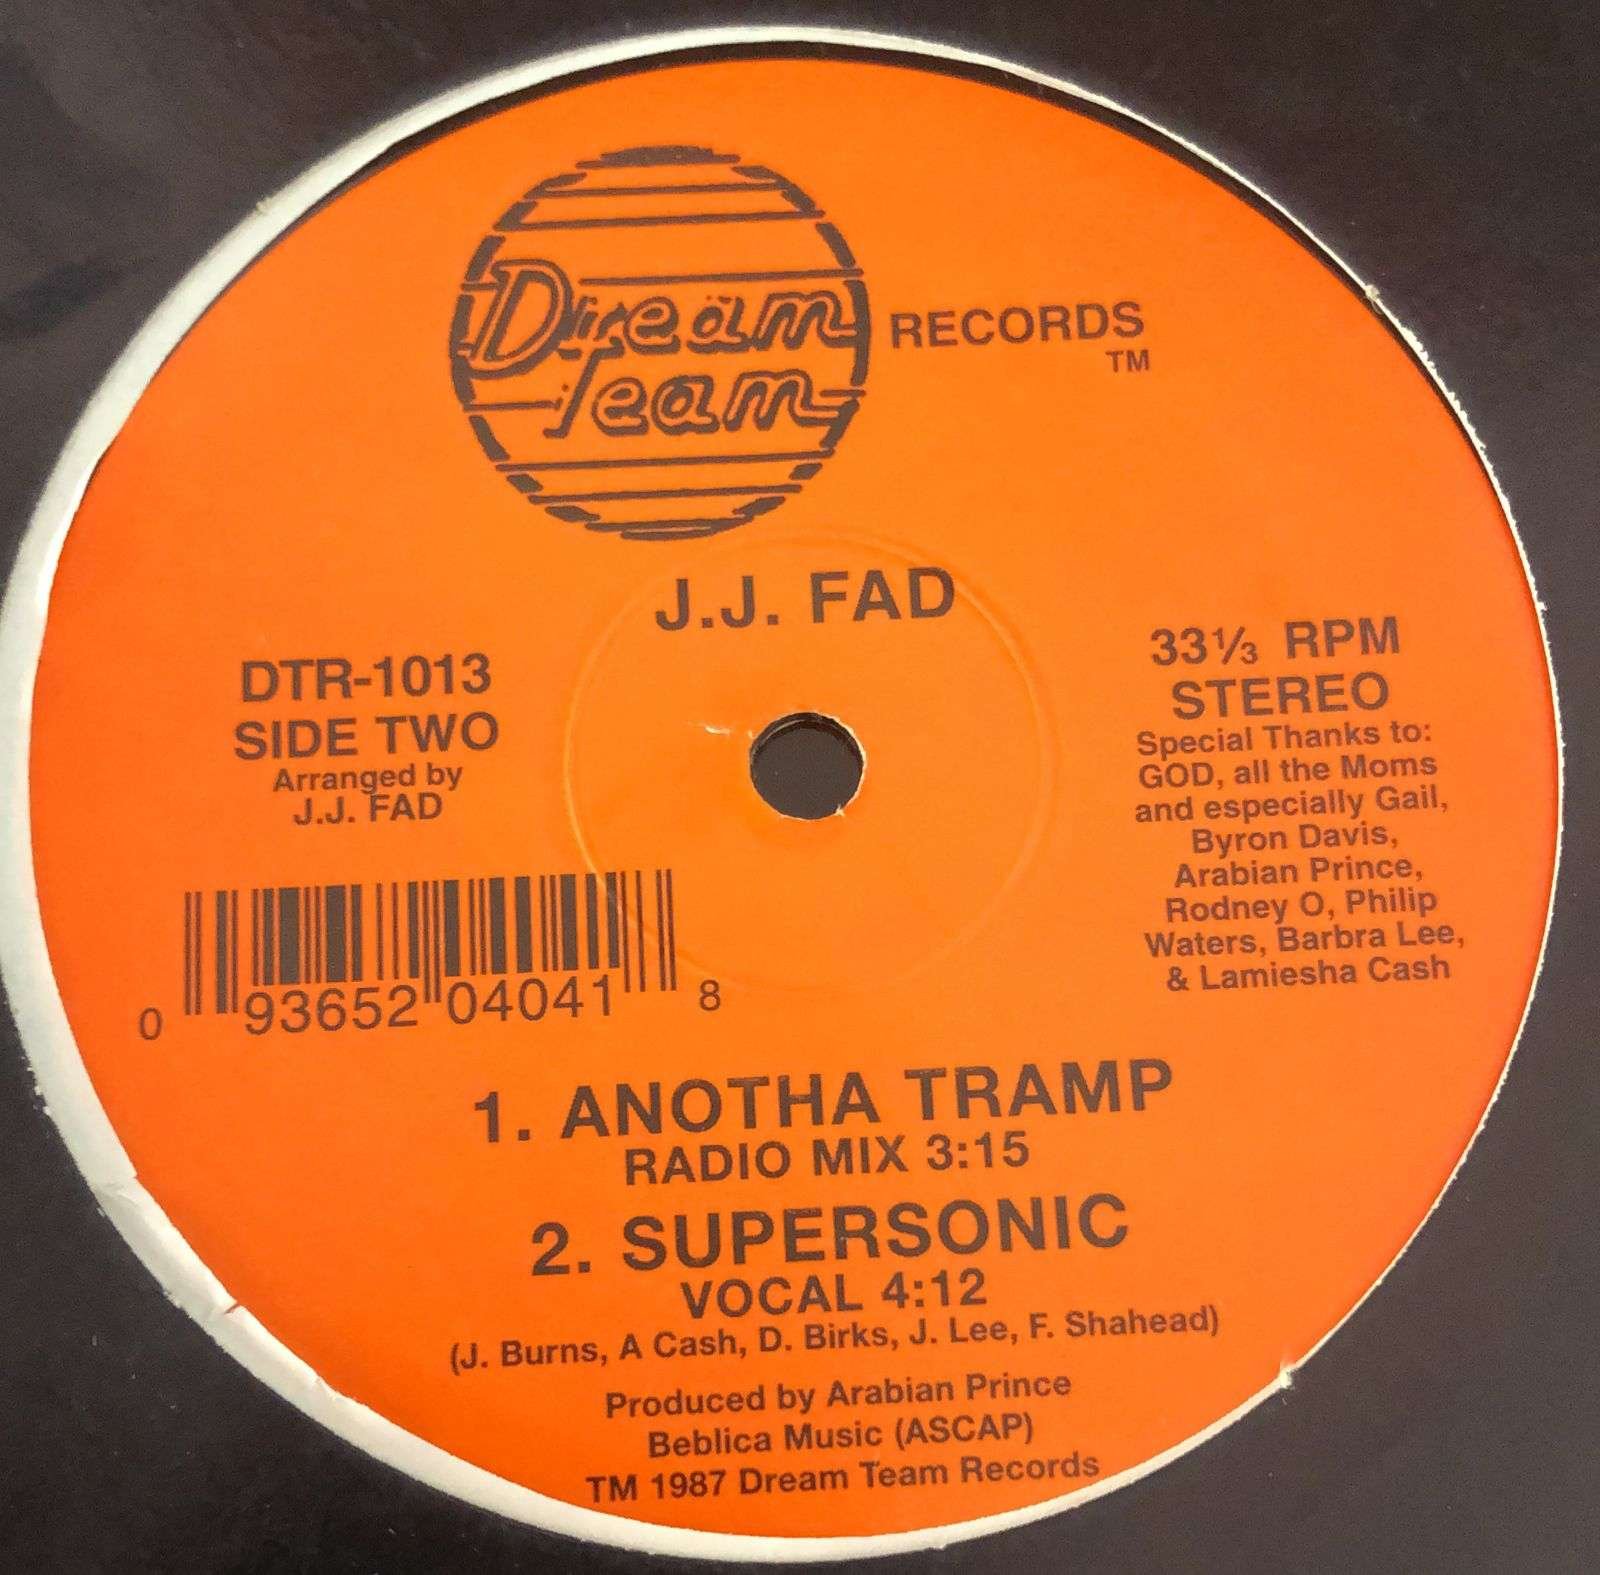 Dream
Team
RECORDS
TM
J.J. FAD
DTR-1013
SIDE TWO
Arranged by
J.J. FAD
33⅓ RPM
STEREO
Special Thanks to:
GOD, all the Moms
and especially Gail,
Byron Davis,
Arabian Prince,
Rodney O, Philip
Waters, Barbra Lee,
& Lamiesha Cash
0 93652 04041 8
1. ANOTHA TRAMP
RADIO MIX 3:15
2. SUPERSONIC
VOCAL 4:12
(J. Burns, A Cash, D. Birks, J. Lee, F. Shahead)
Produced by Arabian Prince
Beblica Music (ASCAP)
TM 1987 Dream Team Records